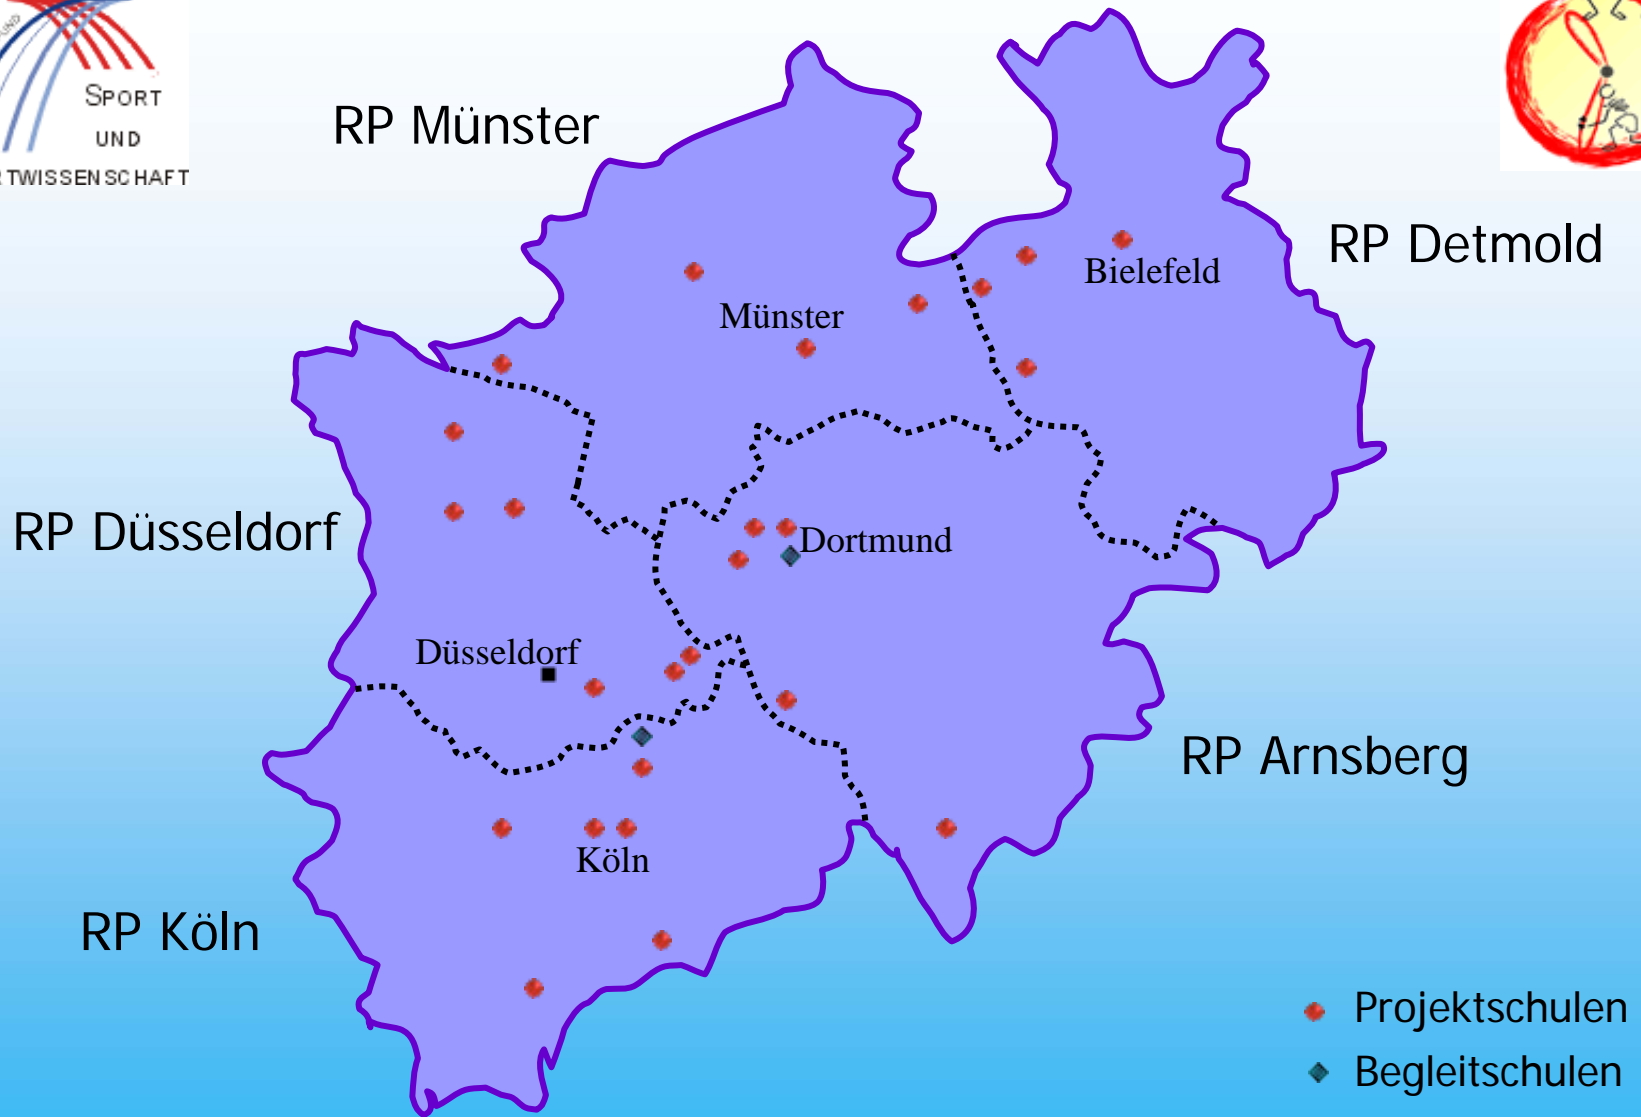 SPORT
UND
TWISSENSCHAFT
RP Münster
RP Detmold
Bielefeld
Münster
RP Düsseldorf
Dortmund
Düsseldorf
RP Arnsberg
Köln
RP Köln
Projektschulen
Begleitschulen